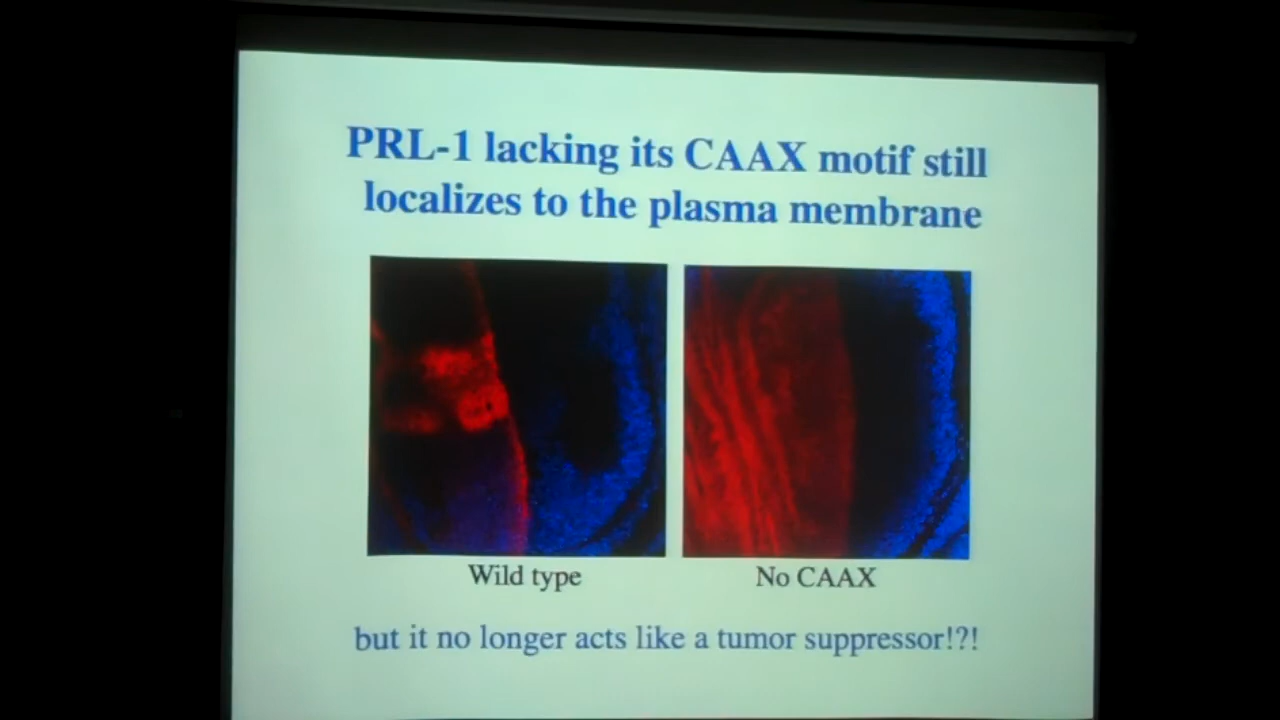 PRL-1 lacking its CAAX motif still
localizes to the plasma membrane
Wild type
No CAAX
but it no longer acts like a tumor suppressor!?!